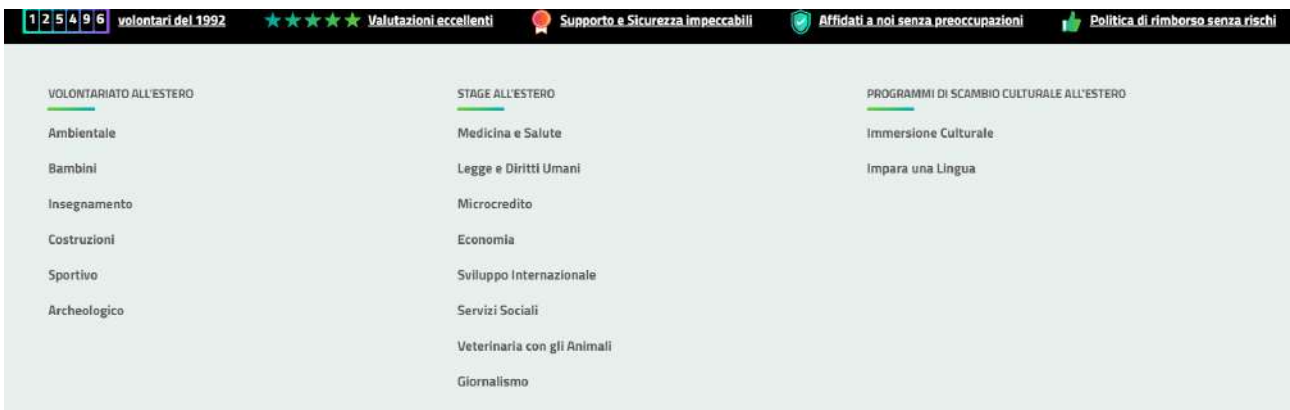 125496 volontari del 1992 Valutazioni eccellenti Supporto e Sicurezza impeccabili Affidati a noi senza preoccupazioni Politica di rimborso senza rischi
VOLONTARIATO ALL'ESTERO
Ambientale
Bambini
Insegnamento
Costruzioni
Sportivo
Archeologico
STAGE ALL'ESTERO
Medicina e Salute
Legge e Diritti Umani
Microcredito
Economia
Sviluppo Internazionale
Servizi Sociali
Veterinaria con gli Animali
Giornalismo
PROGRAMMI DI SCAMBIO CULTURALE ALL'ESTERO
Immersione Culturale
Impara una Lingua